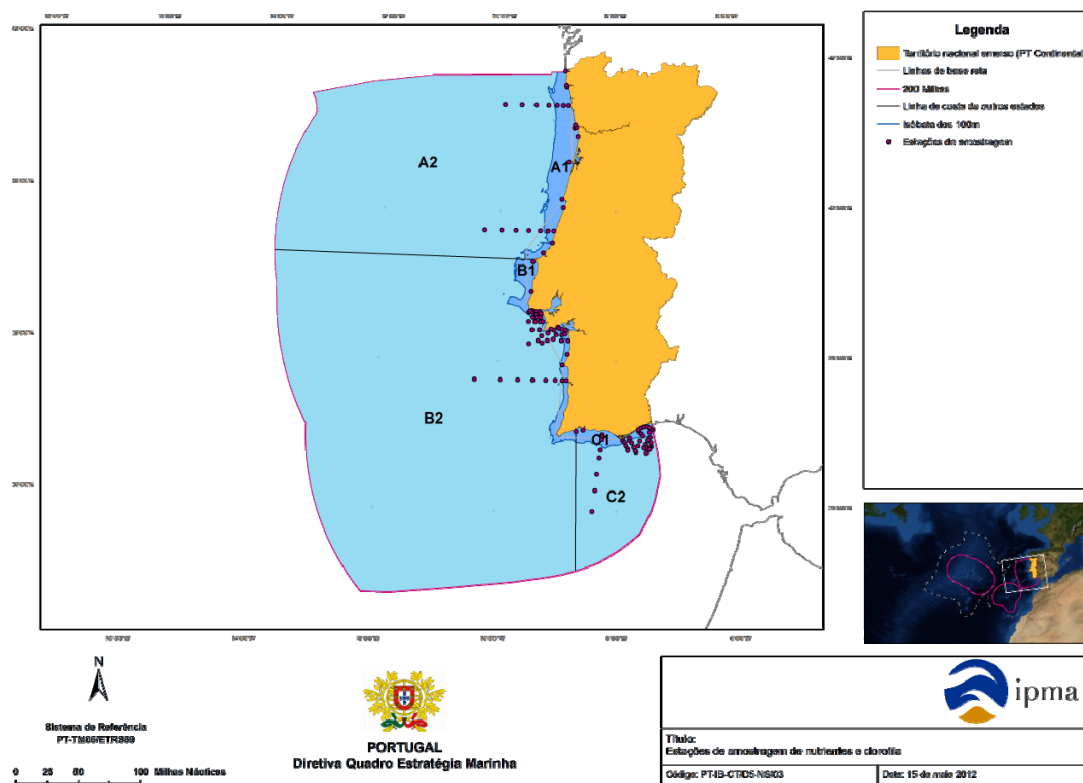 Legenda
Território nacional emerso (PT Continental)
Linhas de base reta
200 Milhas
Linha de costa de outros estados
Isóbata dos 100m
Estações de amostragem
A2
A1
B1
B2
C1
C2
N
Sistema de Referência
PT-TM06/ETRS89
0 25 50 100 Milhas Náuticas
PORTUGAL
Diretiva Quadro Estratégia Marinha
ipma
Título:
Estações de amostragem de nutrientes e clorofila
Código: PT-IB-CT/D5-NS/03
Data: 15 de maio 2012